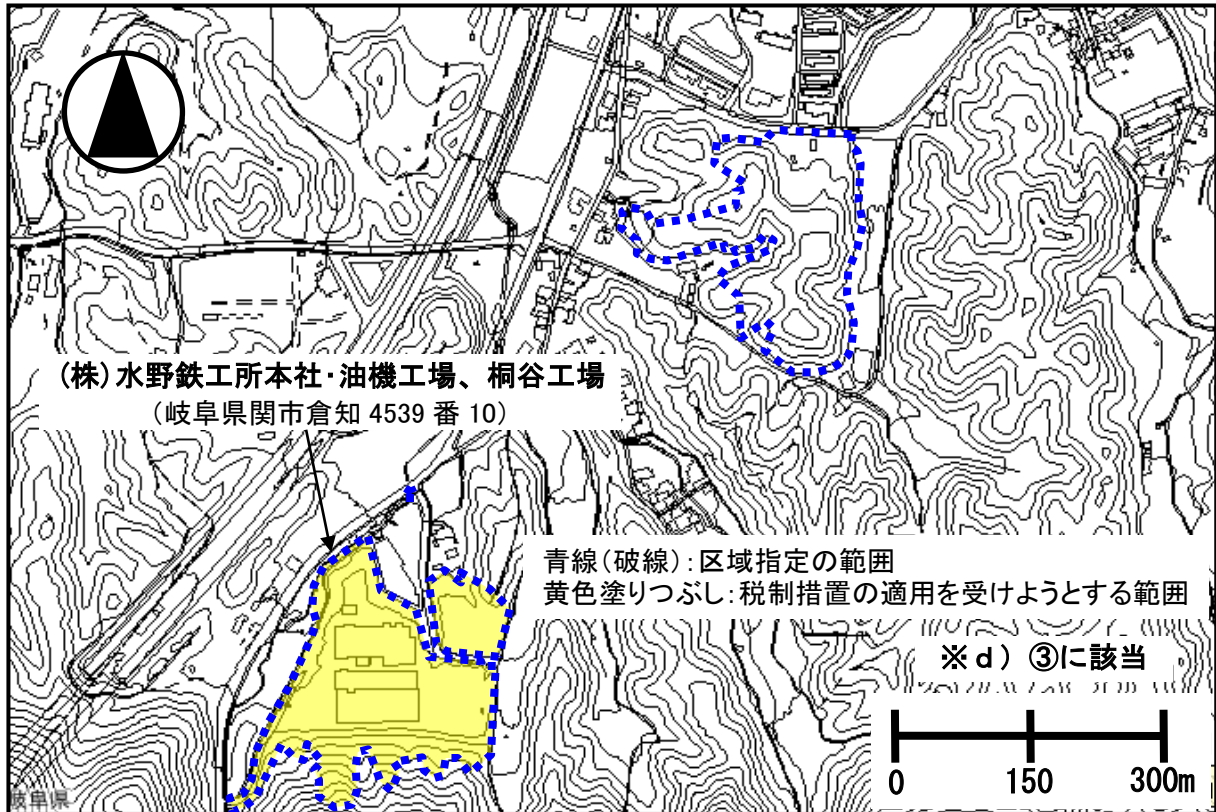 (株)水野鉄工所本社・油機工場、桐谷工場
(岐阜県関市倉知 4539 番 10)
青線(破線):区域指定の範囲
黄色塗りつぶし:税制措置の適用を受けようとする範囲
※d) ③に該当
0 150 300m
岐阜県